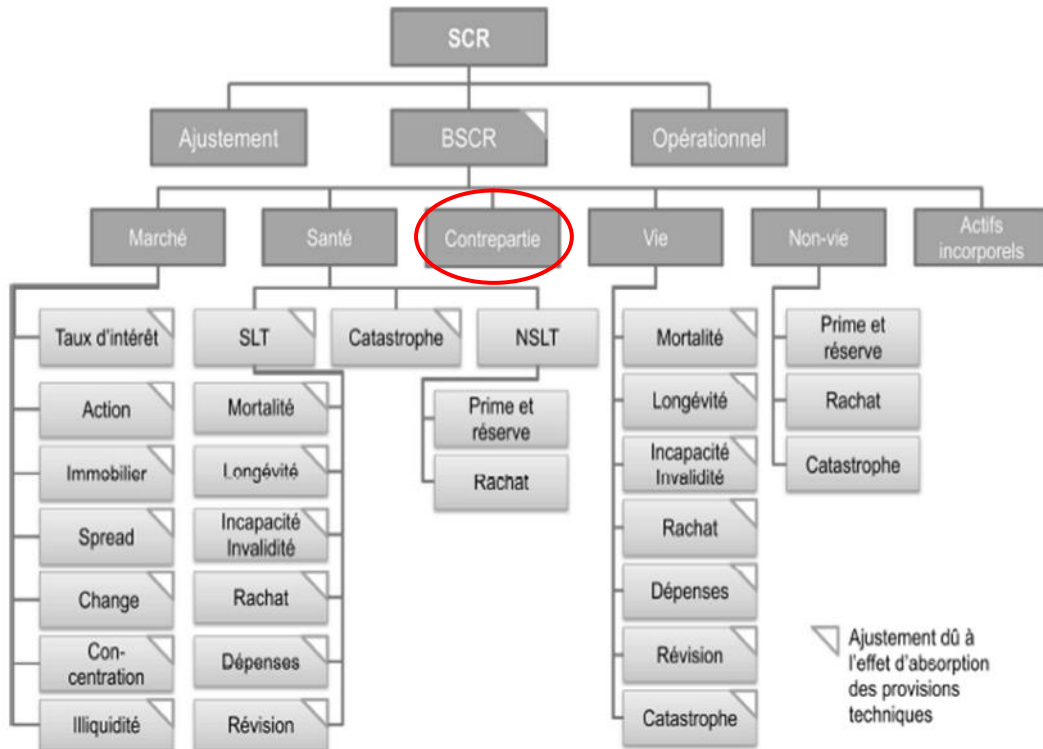 SCR
Ajustement
BSCR
Opérationnel
Marché
Santé
Contrepartie
Vie
Non-vie
Actifs
incorporels
Taux d'intérêt
Action
Immobilier
Spread
Change
Con-
centration
Illiquidité
SLT
Mortalité
Longévité
Incapacité
Invalidité
Rachat
Dépenses
Révision
Catastrophe
NSLT
Prime et
réserve
Rachat
Mortalité
Longévité
Incapacité
Invalidité
Rachat
Dépenses
Révision
Catastrophe
Prime et
réserve
Rachat
Catastrophe
Ajustement dû à
l'effet d'absorption
des provisions
techniques